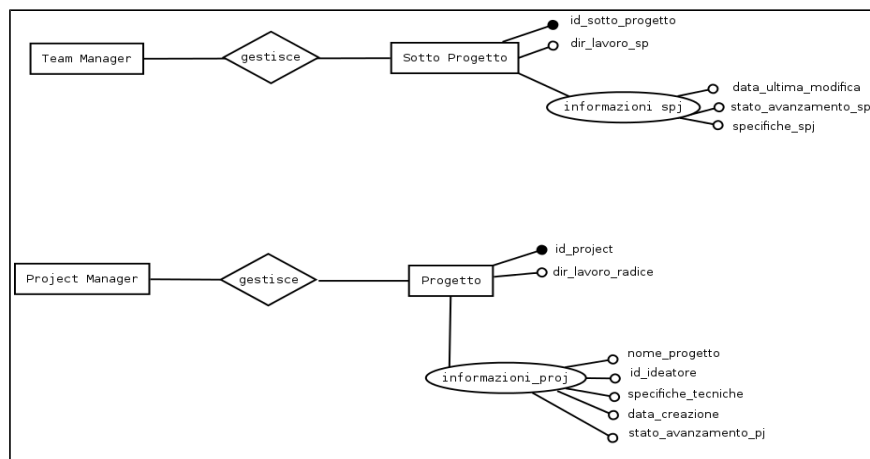 id_sotto_progetto
Team Manager
gestisce
Sotto Progetto
dir_lavoro_sp
informazioni spj
data_ultima_modifica
stato_avanzamento_sp
specifiche_spj
Project Manager
gestisce
Progetto
id_project
dir_lavoro_radice
informazioni_proj
nome_progetto
id_ideatore
specifiche_tecniche
data_creazione
stato_avanzamento_pj